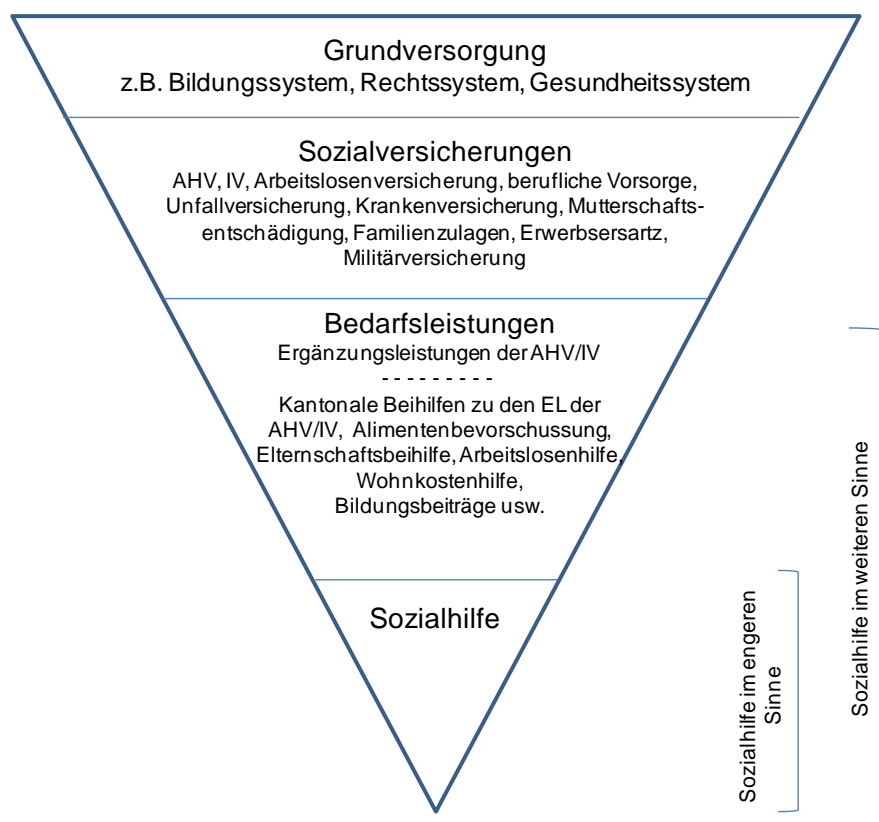 Grundversorgung
z.B. Bildungssystem, Rechtssystem, Gesundheitssystem
Sozialversicherungen
AHV, IV, Arbeitslosenversicherung, berufliche Vorsorge,
Unfallversicherung, Krankenversicherung, Mutterschafts-
entschädigung, Familienzulagen, Erwerbsersartz,
Militärversicherung
Bedarfsleistungen
Ergänzungsleistungen der AHV/IV
- - - - - - - - -
Kantonale Beihilfen zu den EL der
AHV/IV, Alimentenbevorschussung,
Elternschaftsbeihilfe, Arbeitslosenhilfe,
Wohnkostenhilfe,
Bildungsbeiträge usw.
Sozialhilfe
Sozialhilfe im engeren
Sinne
Sozialhilfe im weiteren Sinne